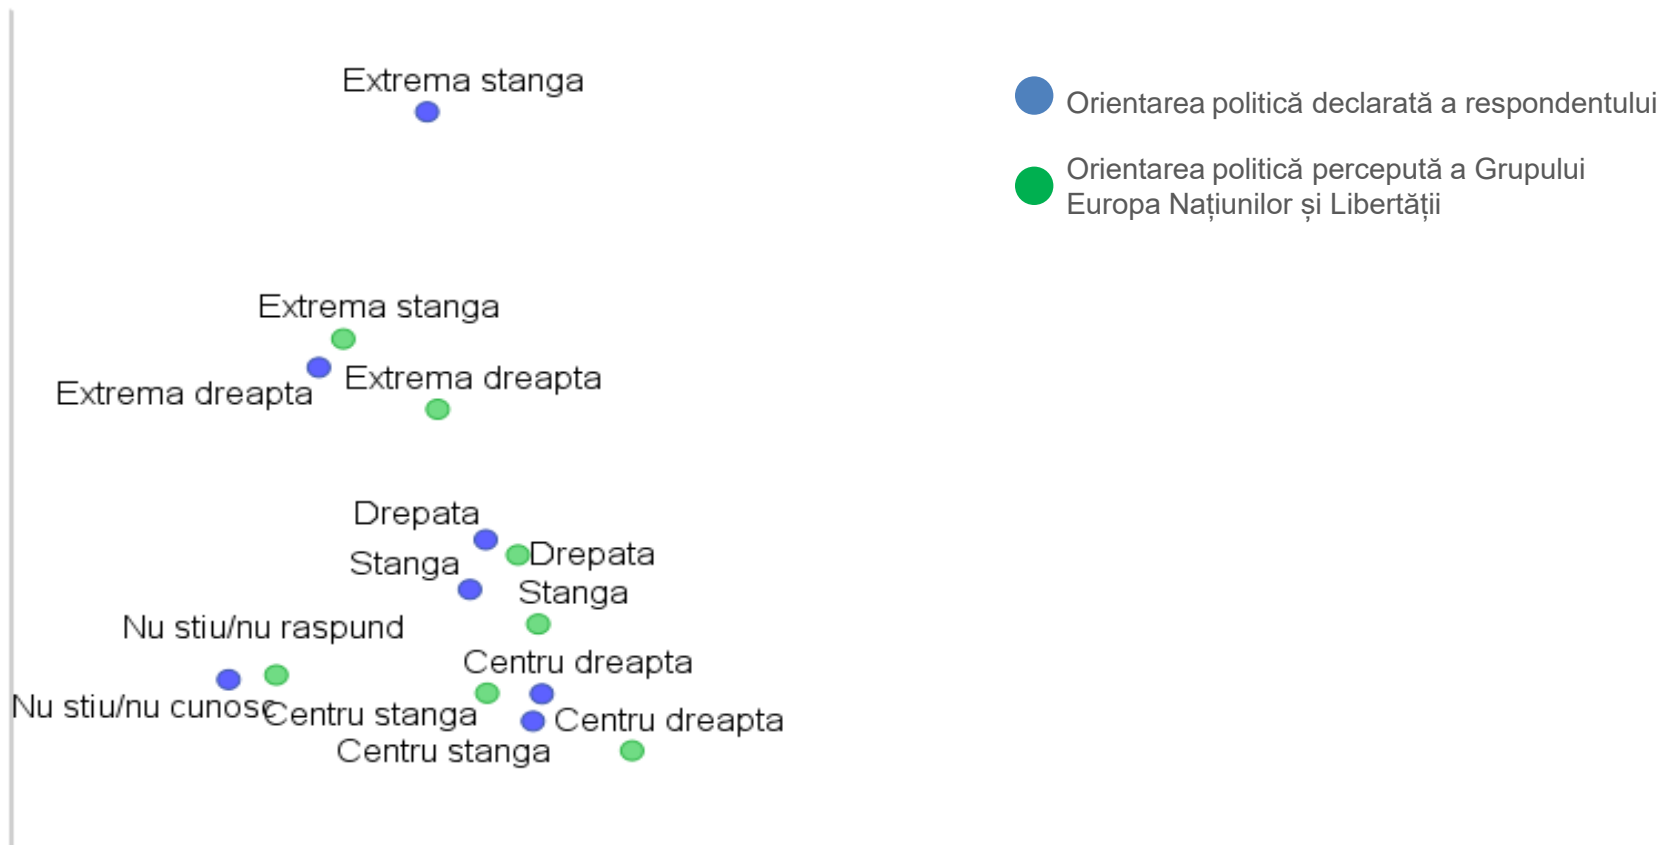 Extrema stanga
Orientarea politică declarată a respondentului
Orientarea politică percepută a Grupului
Europa Națiunilor și Libertății
Extrema stanga
Extrema dreapta
Extrema dreapta
Drepata
Drepata
Stanga
Stanga
Nu stiu/nu raspund
Centru dreapta
Nu stiu/nu cunosc
Centru stanga
Centru dreapta
Centru stanga